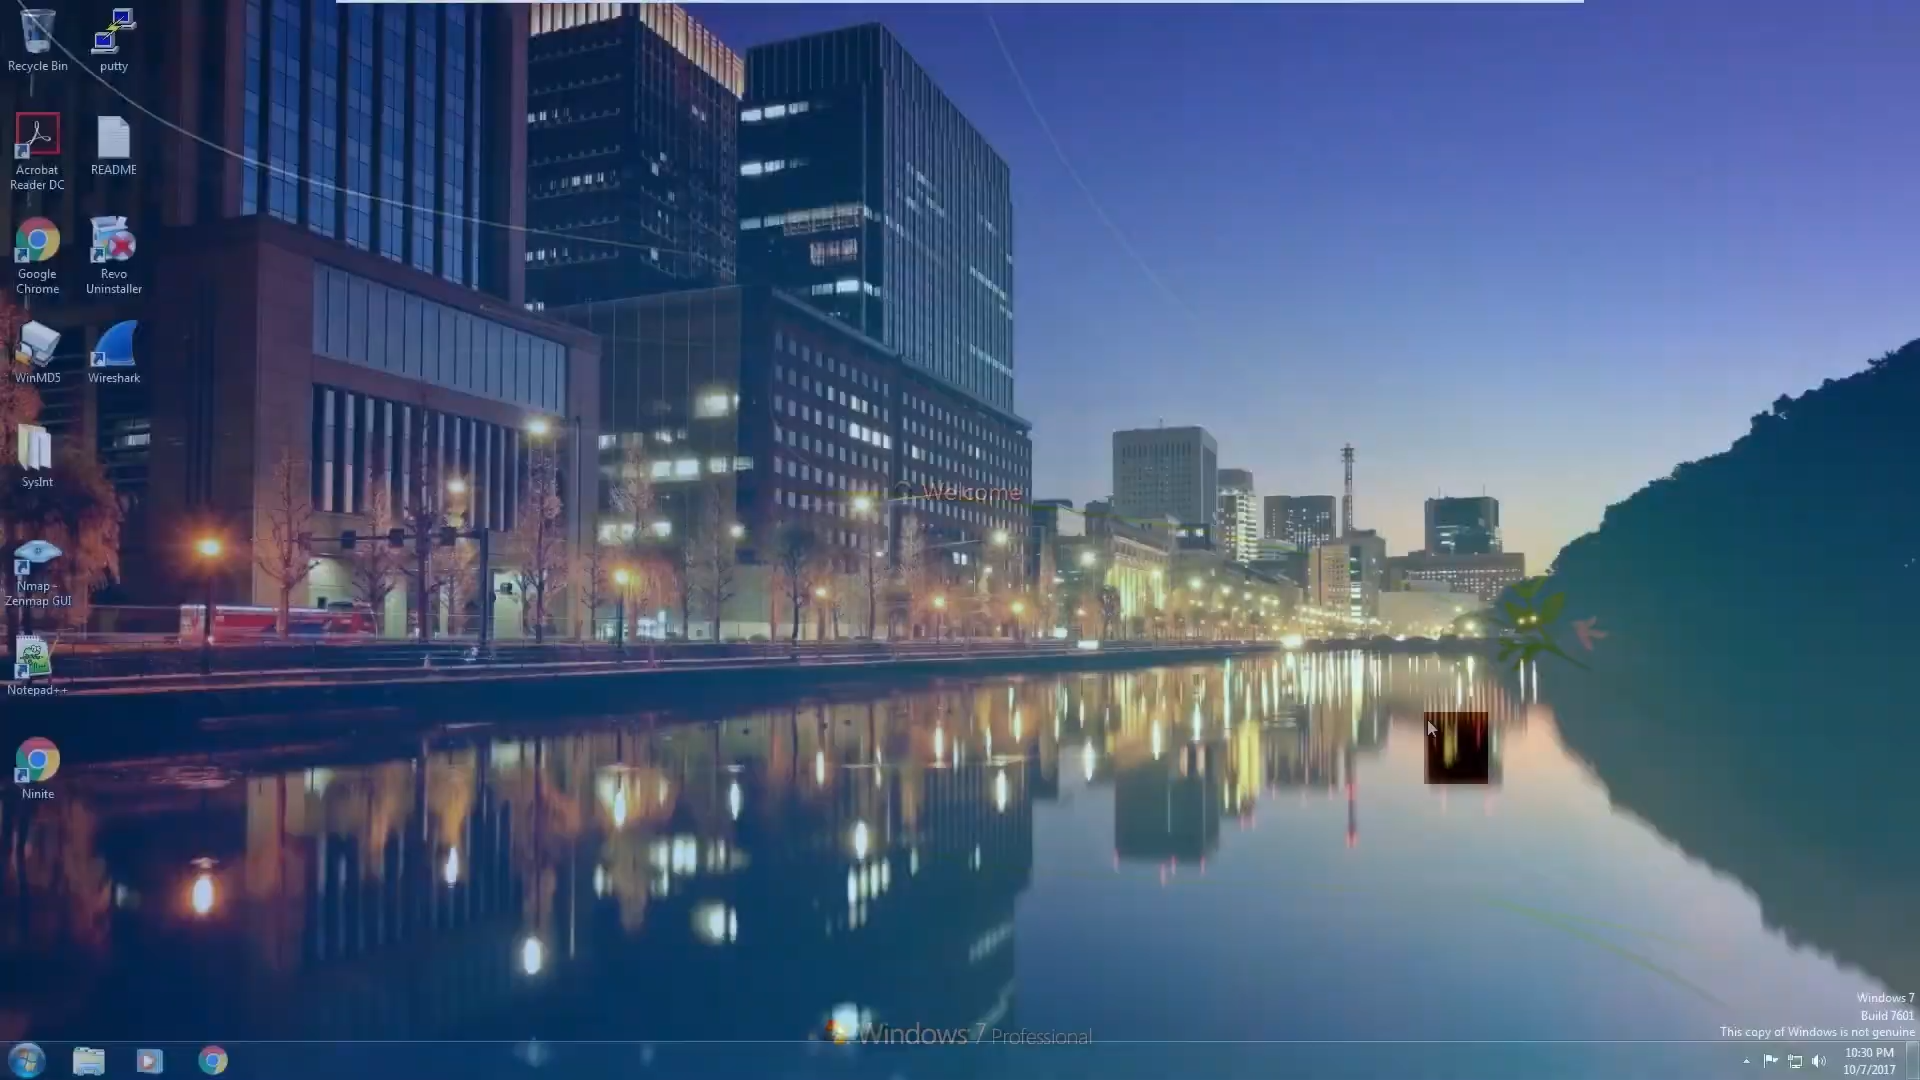 Recycle Bin
putty
Acrobat
Reader DC
README
Google
Chrome
Revo
Uninstaller
WinMD5
Wireshark
SysInt
Nmap -
Zenmap GUI
Notepad++
Ninite
Welcome
Windows 7 Professional
Windows 7
Build 7601
This copy of Windows is not genuine
10:30 PM
10/7/2017